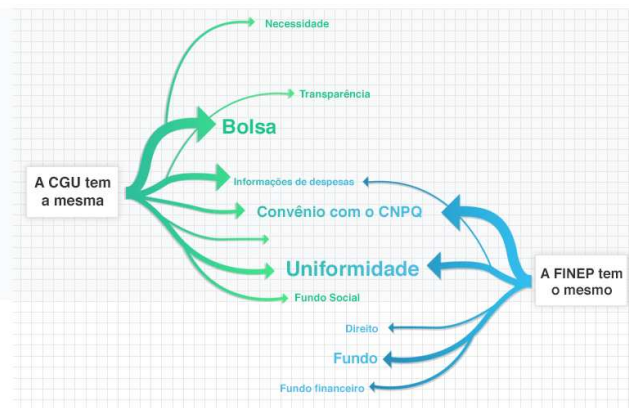 Necessidade
Transparência
Bolsa
A CGU tem
a mesma
Informações de despesas
Convênio com o CNPQ
Uniformidade
A FINEP tem
o mesmo
Fundo Social
Direito
Fundo
Fundo financeiro